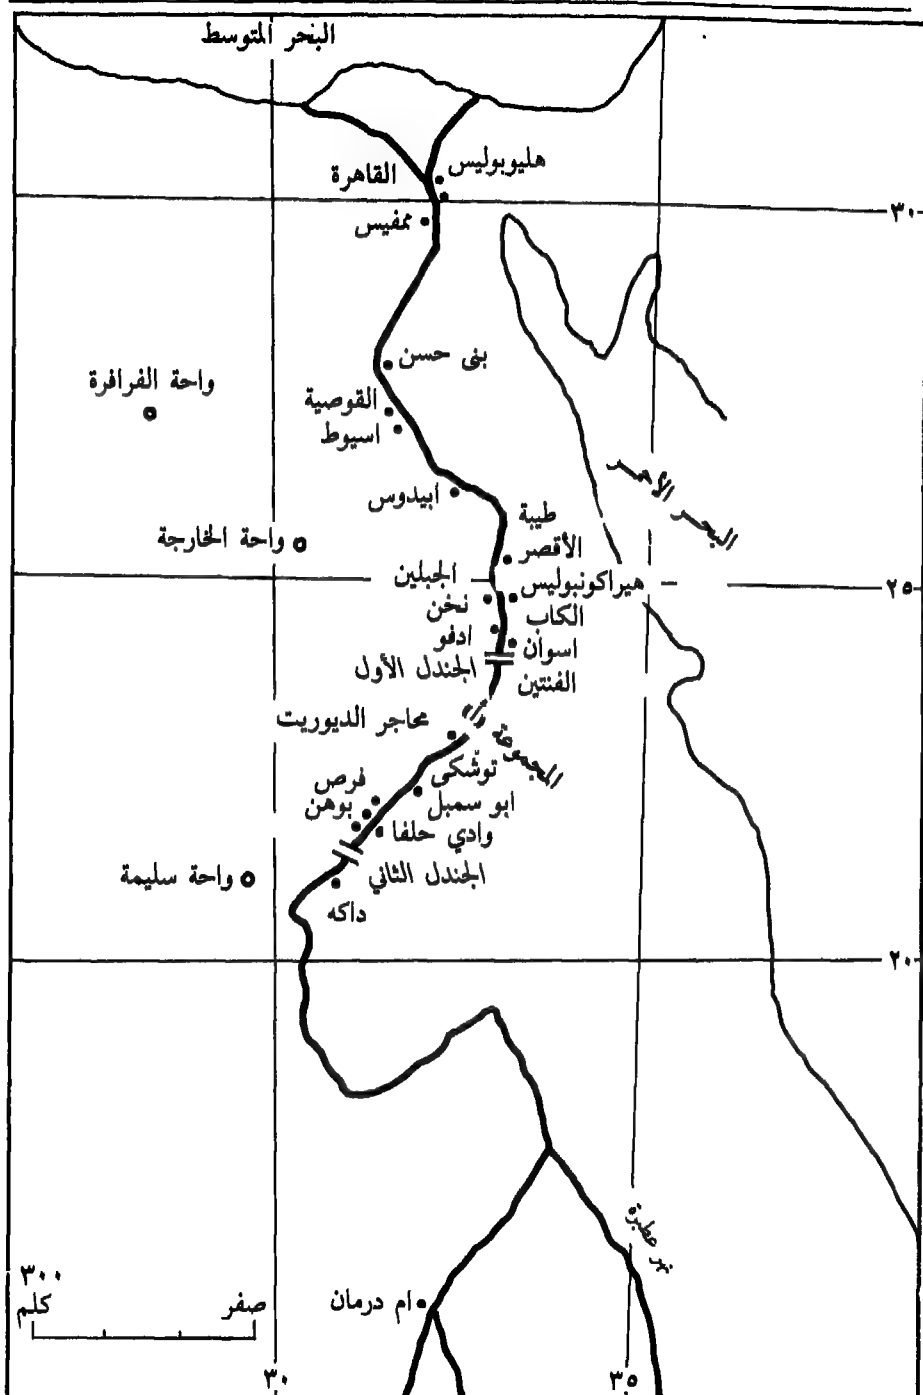 البحر المتوسط
هليوبوليس
القاهرة
٣٠
ممفيس
بنى حسن
واحة الفرافرة
القوصية
اسيوط
البحر الأحمر
ابيدوس
طيبة
واحة الخارجة
الأقصر
الجبلين
هيراكونبوليس
٢٥
نخن
الكاب
ادفو
اسوان
الجندل الأول
الفنتين
محاجر الديوريت
توشكى
فرص
ابو سمبل
بوهن
وادي حلفا
واحة سليمة
الجندل الثاني
داكه
٢٠
نهر عطبرة
٣٠٠
كلم
صفر
ام درمان
٣٠
٣٥